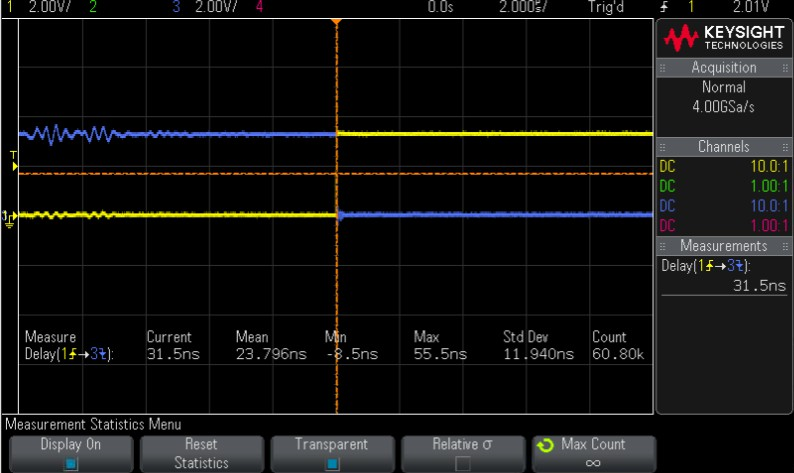 1 2.00V/ 2 3 2.00V/ 4 0.0s 2.000s/ Trig'd 1 2.01V
KEYSIGHT
TECHNOLOGIES
Acquisition
Normal
4.00GSa/s
Channels
DC 10.0:1
DC 1.00:1
DC 10.0:1
DC 1.00:1
Measurements
Delay(1→3):
31.5ns
T
Measure Current Mean Min Max Std Dev Count
Delay(1→3): 31.5ns 23.796ns -8.5ns 55.5ns 11.940ns 60.80k
Measurement Statistics Menu
Display On Reset Statistics Transparent Relative σ Max Count ∞